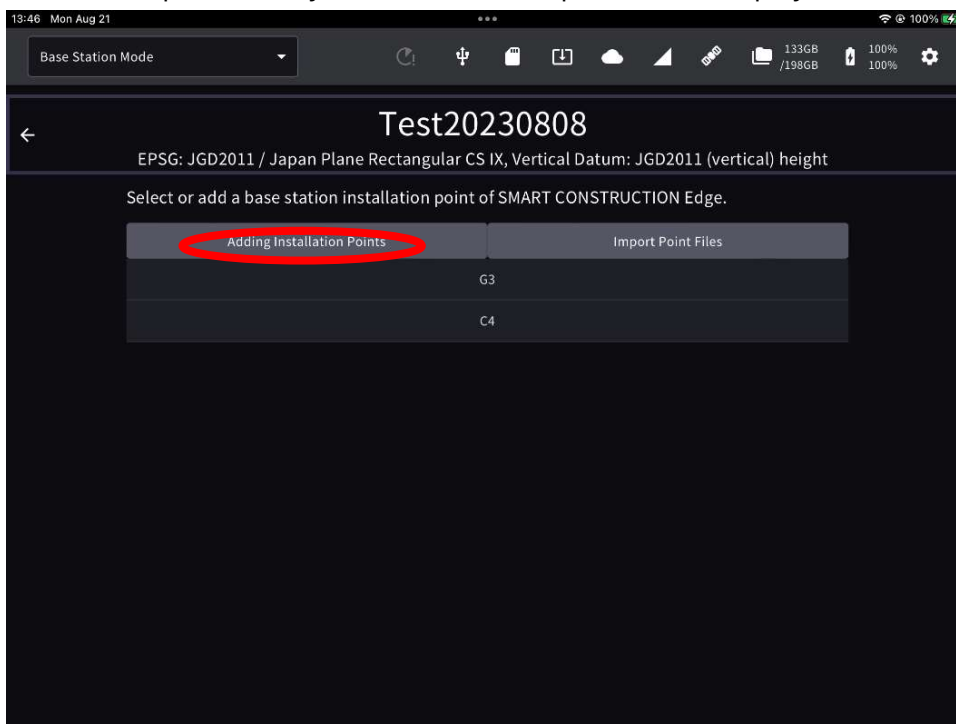 13:46 Mon Aug 21
100%
Base Station Mode
133GB
/198GB
100%
100%
Test20230808
EPSG: JGD2011 / Japan Plane Rectangular CS IX, Vertical Datum: JGD2011 (vertical) height
Select or add a base station installation point of SMART CONSTRUCTION Edge.
Adding Installation Points
Import Point Files
G3
C4